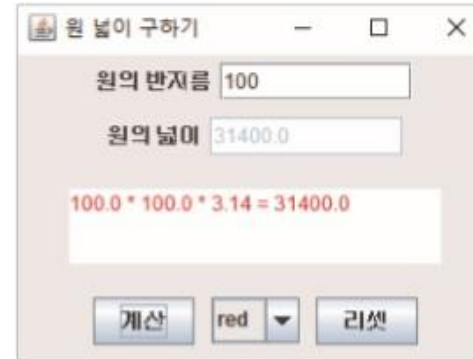 원 넓이 구하기
원의 반지름 100
원의 넓이 31400.0
100.0 * 100.0 * 3.14 = 31400.0
계산 red 리셋